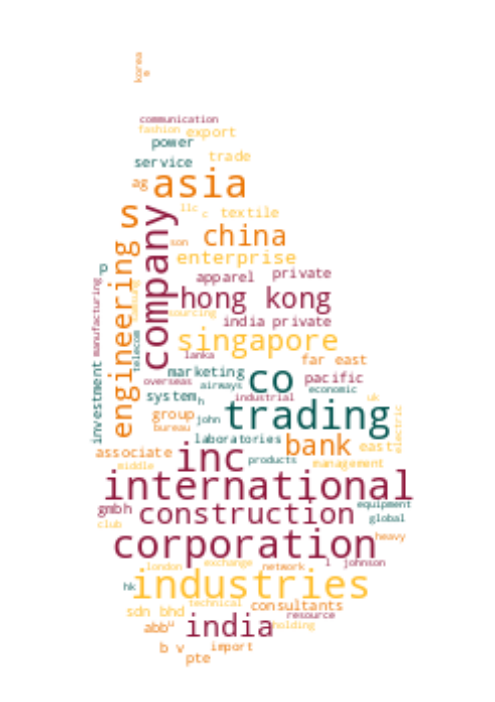 korea
e
communication
fashion export
power
service trade
ag asia
s llc c textile
company
son china
enterprise
p
engineering
manufacturing
apparel private
hong kong
sourcing
india private
telecom
singapore
lanka far east
marketing co pacific
overseas airways economic
investment
system h industrial uk
group john trading
bureau electric
laboratories bank east
associate inc products management
middle
international
gmbh construction equipment
club global
corporation heavy
london exchange network l johnson
hk industries
sdn bhd technical consultants
abb u india resource
holding
b v import
pte